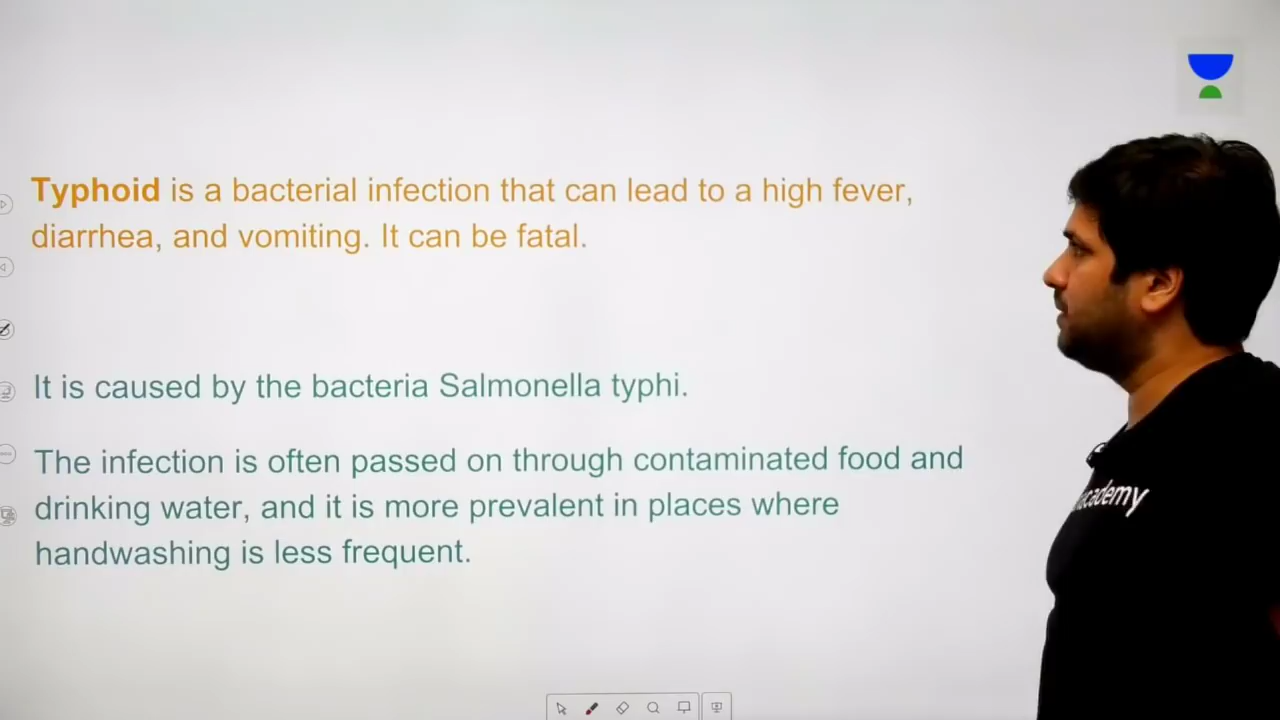 Typhoid is a bacterial infection that can lead to a high fever,
diarrhea, and vomiting. It can be fatal.
It is caused by the bacteria Salmonella typhi.
The infection is often passed on through contaminated food and
drinking water, and it is more prevalent in places where
handwashing is less frequent.
academy